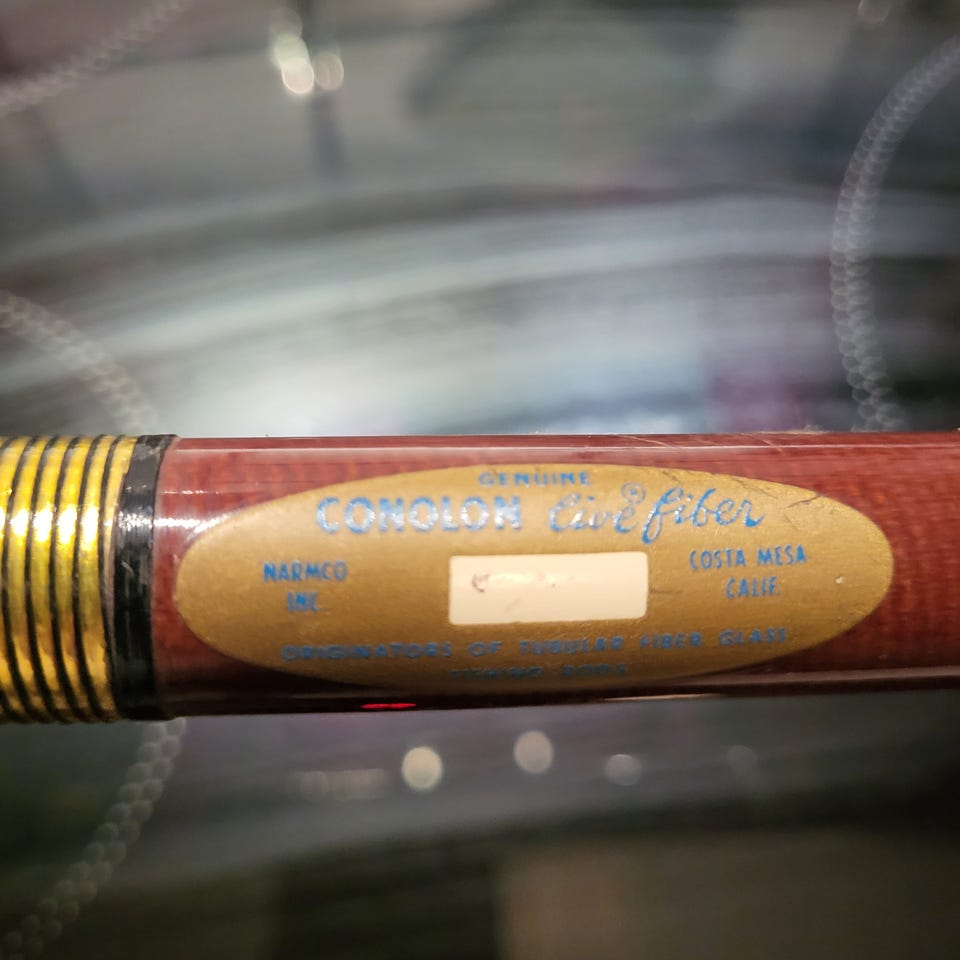 GENUINE
CONOLON live® fiber
NARMCO INC.
COSTA MESA CALIF.
ORIGINATORS OF TUBULAR FIBER GLASS
FISHING RODS